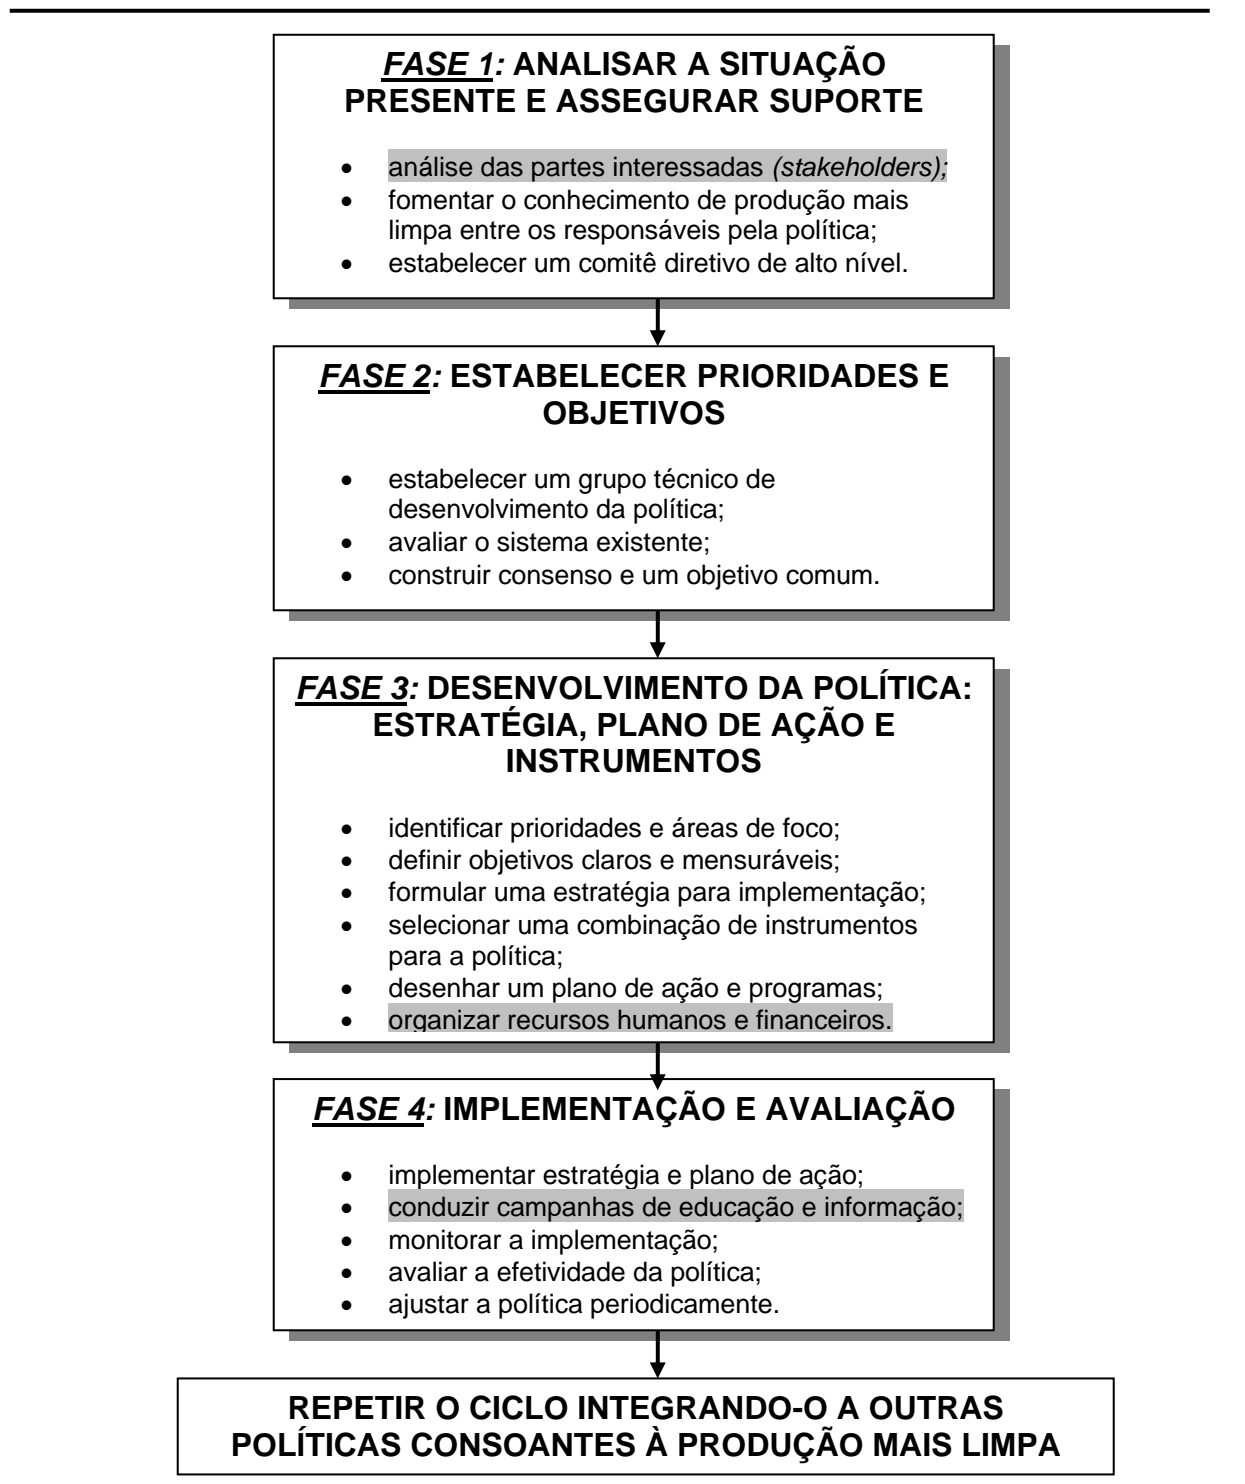 FASE 1: ANALISAR A SITUAÇÃO
PRESENTE E ASSEGURAR SUPORTE
• análise das partes interessadas (stakeholders);
• fomentar o conhecimento de produção mais
limpa entre os responsáveis pela política;
• estabelecer um comitê diretivo de alto nível.
FASE 2: ESTABELECER PRIORIDADES E
OBJETIVOS
• estabelecer um grupo técnico de
desenvolvimento da política;
• avaliar o sistema existente;
• construir consenso e um objetivo comum.
FASE 3: DESENVOLVIMENTO DA POLÍTICA:
ESTRATÉGIA, PLANO DE AÇÃO E
INSTRUMENTOS
• identificar prioridades e áreas de foco;
• definir objetivos claros e mensuráveis;
• formular uma estratégia para implementação;
• selecionar uma combinação de instrumentos
para a política;
• desenhar um plano de ação e programas;
• organizar recursos humanos e financeiros.
FASE 4: IMPLEMENTAÇÃO E AVALIAÇÃO
• implementar estratégia e plano de ação;
• conduzir campanhas de educação e informação;
• monitorar a implementação;
• avaliar a efetividade da política;
• ajustar a política periodicamente.
REPETIR O CICLO INTEGRANDO-O A OUTRAS
POLÍTICAS CONSOANTES À PRODUÇÃO MAIS LIMPA